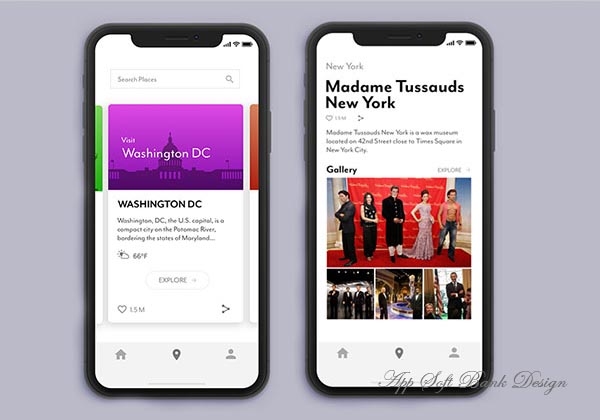 Search Places
Visit
Washington DC
WASHINGTON DC
Washington, DC, the U.S. capital, is a
compact city on the Potomac River,
bordering the states of Maryland...
66°F
EXPLORE
1.5 M
New York
Madame Tussauds
New York
1.5 M
Madame Tussauds New York is a wax museum
located on 42nd Street close to Times Square in
New York City.
Gallery
EXPLORE
App Soft Bank Design